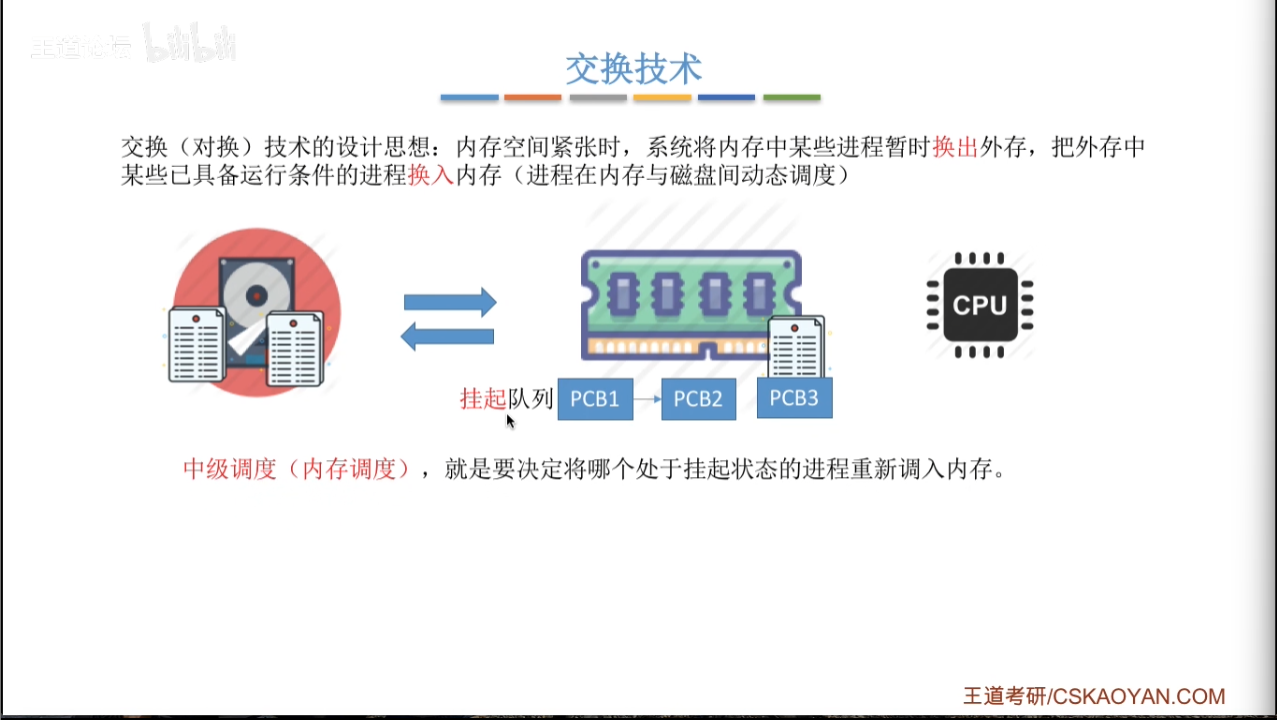 王道论坛 bilibili
交换技术
交换（对换）技术的设计思想：内存空间紧张时，系统将内存中某些进程暂时换出外存，把外存中
某些已具备运行条件的进程换入内存（进程在内存与磁盘间动态调度）
CPU
挂起队列 PCB1 PCB2 PCB3
中级调度（内存调度），就是要决定将哪个处于挂起状态的进程重新调入内存。
王道考研/CSKAOYAN.COM